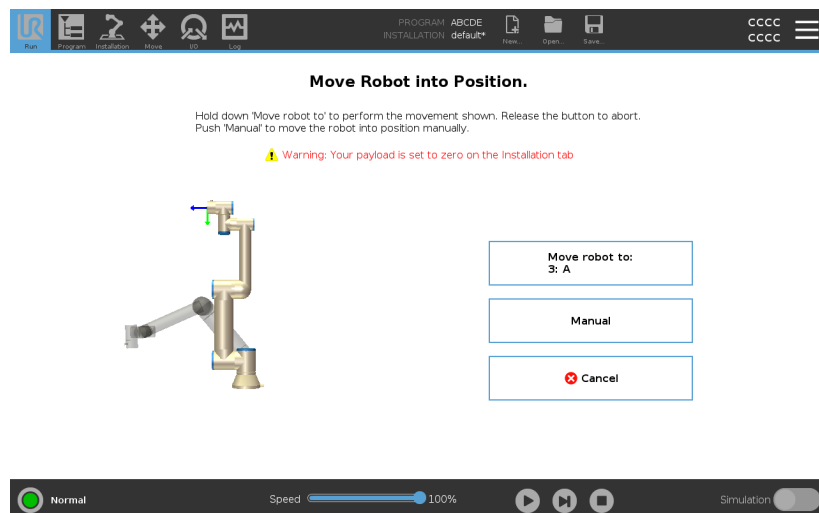 PROGRAM ABCDE
INSTALLATION default*
CCCC
CCCC
Run
Program
Installation
Move
I/O
Log
New...
Open...
Save...
Move Robot into Position.
Hold down 'Move robot to' to perform the movement shown. Release the button to abort.
Push 'Manual' to move the robot into position manually.
Warning: Your payload is set to zero on the Installation tab
Move robot to:
3: A
Manual
Cancel
Normal
Speed
100%
Simulation